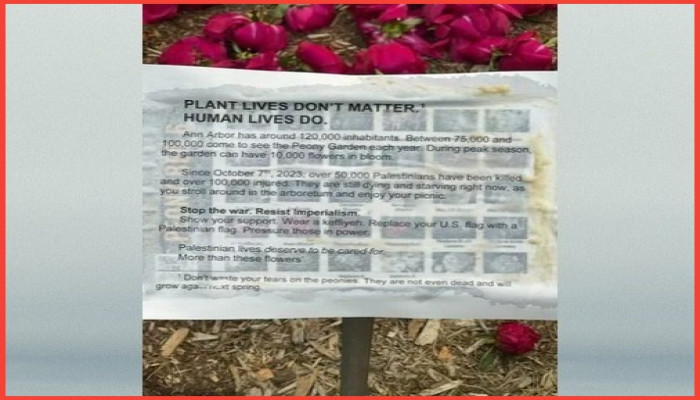 PLANT LIVES DON'T MATTER.¹
HUMAN LIVES DO.
Ann Arbor has around 120,000 inhabitants. Between 75,000 and
100,000 come to see the Peony Garden each year. During peak season,
the garden can have 10,000 flowers in bloom.
Since October 7th, 2023, over 50,000 Palestinians have been killed
and over 100,000 injured. They are still dying and starving right now, as
you stroll around in the arboretum and enjoy your picnic.
Stop the war. Resist Imperialism.
Show your support. Wear a keffiyeh. Replace your U.S. flag with a
Palestinian flag. Pressure those in power.
Palestinian lives deserve to be cared for.
More than these flowers
¹ Don't waste your tears on the peonies. They are not even dead and will
grow next spring.